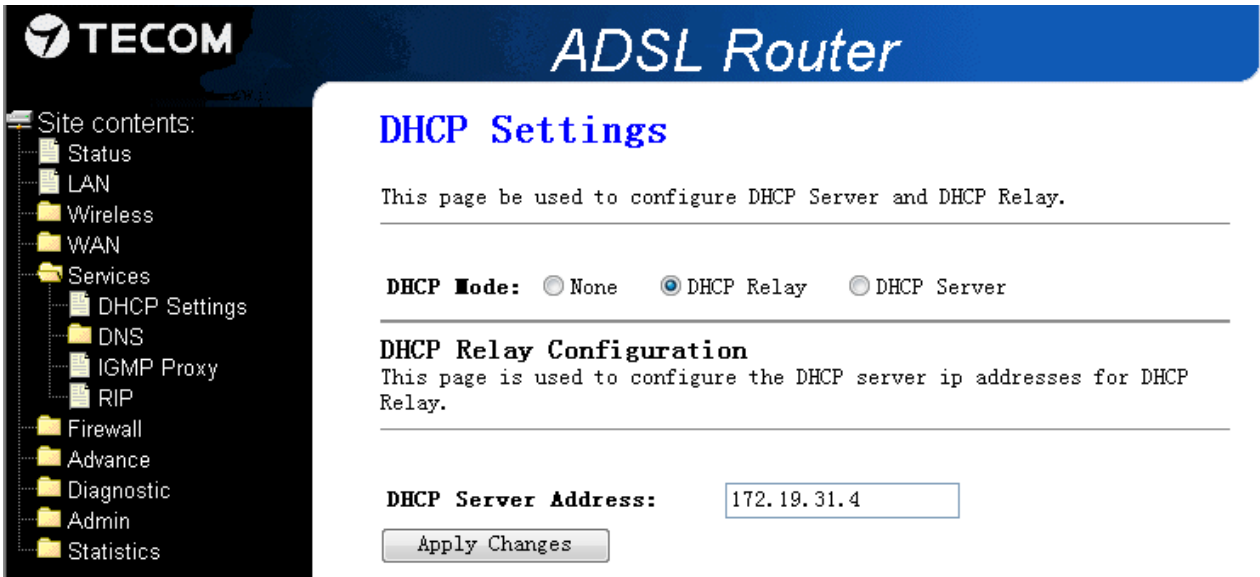 TECOM
ADSL Router
Site contents:
Status
LAN
Wireless
WAN
Services
DHCP Settings
DNS
IGMP Proxy
RIP
Firewall
Advance
Diagnostic
Admin
Statistics
DHCP Settings
This page be used to configure DHCP Server and DHCP Relay.
DHCP Mode: None DHCP Relay DHCP Server
DHCP Relay Configuration
This page is used to configure the DHCP server ip addresses for DHCP
Relay.
DHCP Server Address: 172.19.31.4
Apply Changes